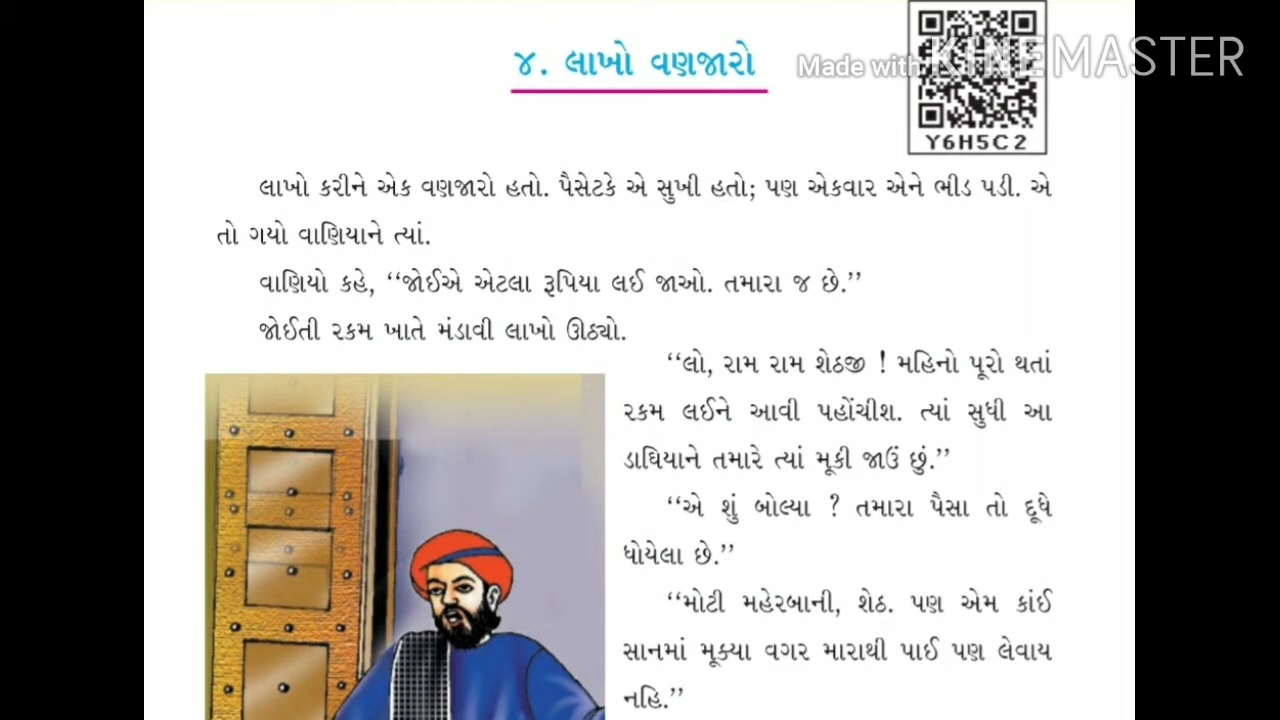 ૪. લાખો વણજારો
Made with KINEMASTER
Y6H5C2
લાખો કરીને એક વણજારો હતો. પૈસેટકે એ સુખી હતો; પણ એકવાર એને ભીડ પડી. એ
તો ગયો વાણિયાને ત્યાં.
વાણિયો કહે, “જોઈએ એટલા રૂપિયા લઈ જાઓ. તમારા જ છે.”
જોઈતી રકમ ખાતે મંડાવી લાખો ઊઠ્યો.
“લો, રામ રામ શેઠજી ! મહિનો પૂરો થતાં
રકમ લઈને આવી પહોંચીશ. ત્યાં સુધી આ
ડાઘિયાને તમારે ત્યાં મૂકી જાઉં છું.”
“એ શું બોલ્યા ? તમારા પૈસા તો દૂધે
ધોયેલા છે.”
“મોટી મહેરબાની, શેઠ. પણ એમ કાંઈ
સાનમાં મૂક્યા વગર મારાથી પાઈ પણ લેવાય
નહિ.”